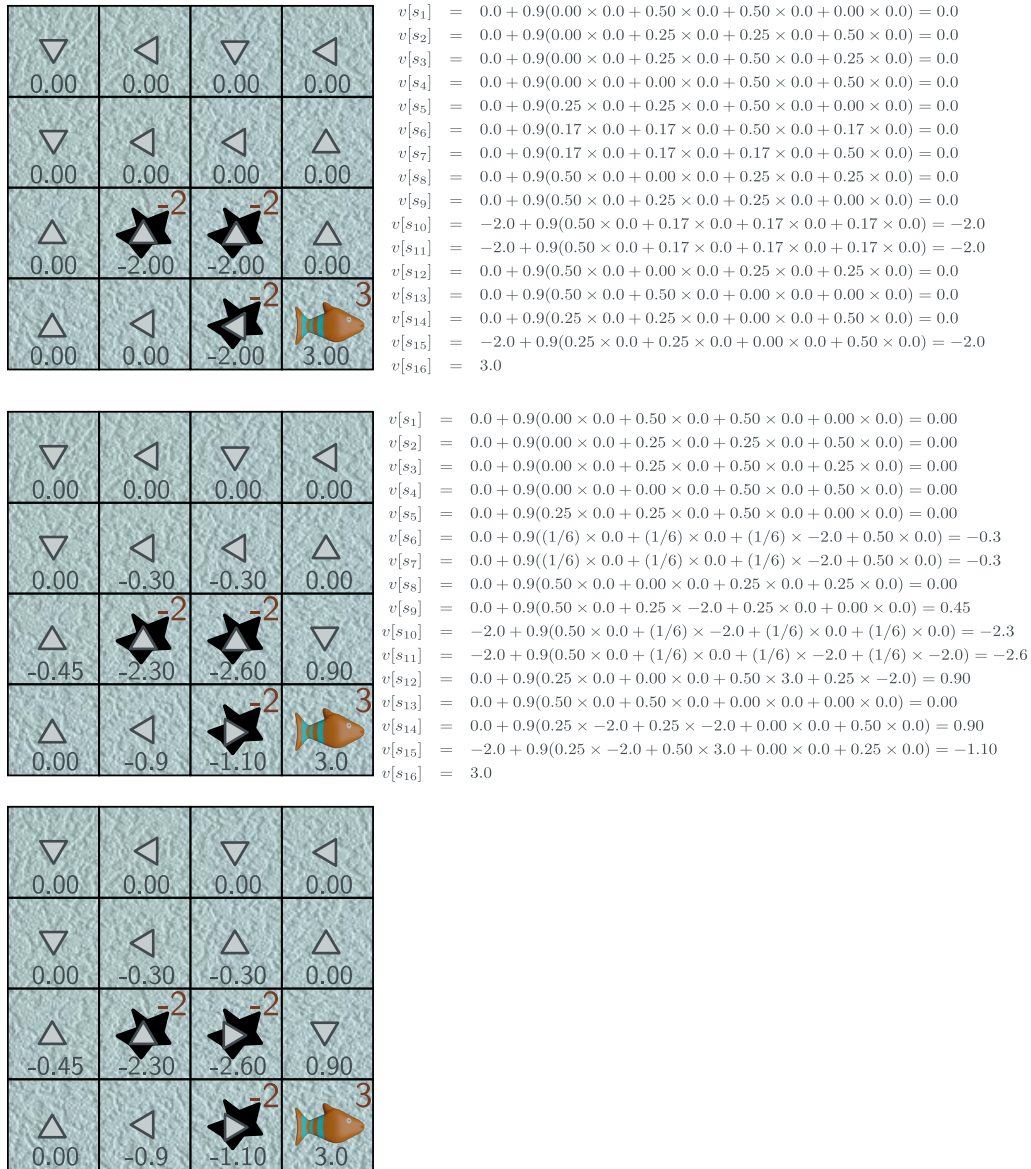 0.00 0.00 0.00 0.00
0.00 0.00 0.00 0.00
-2 -2
0.00 -2.00 -2.00 0.00
-2 3
0.00 0.00 -2.00 3.00
v[s₁] = 0.0 + 0.9(0.00 × 0.0 + 0.50 × 0.0 + 0.50 × 0.0 + 0.00 × 0.0) = 0.0
v[s₂] = 0.0 + 0.9(0.00 × 0.0 + 0.25 × 0.0 + 0.25 × 0.0 + 0.50 × 0.0) = 0.0
v[s₃] = 0.0 + 0.9(0.00 × 0.0 + 0.25 × 0.0 + 0.50 × 0.0 + 0.25 × 0.0) = 0.0
v[s₄] = 0.0 + 0.9(0.00 × 0.0 + 0.00 × 0.0 + 0.50 × 0.0 + 0.50 × 0.0) = 0.0
v[s₅] = 0.0 + 0.9(0.25 × 0.0 + 0.25 × 0.0 + 0.50 × 0.0 + 0.00 × 0.0) = 0.0
v[s₆] = 0.0 + 0.9(0.17 × 0.0 + 0.17 × 0.0 + 0.50 × 0.0 + 0.17 × 0.0) = 0.0
v[s₇] = 0.0 + 0.9(0.17 × 0.0 + 0.17 × 0.0 + 0.17 × 0.0 + 0.50 × 0.0) = 0.0
v[s₈] = 0.0 + 0.9(0.50 × 0.0 + 0.00 × 0.0 + 0.25 × 0.0 + 0.25 × 0.0) = 0.0
v[s₉] = 0.0 + 0.9(0.50 × 0.0 + 0.25 × 0.0 + 0.25 × 0.0 + 0.00 × 0.0) = 0.0
v[s₁₀] = −2.0 + 0.9(0.50 × 0.0 + 0.17 × 0.0 + 0.17 × 0.0 + 0.17 × 0.0) = −2.0
v[s₁₁] = −2.0 + 0.9(0.50 × 0.0 + 0.17 × 0.0 + 0.17 × 0.0 + 0.17 × 0.0) = −2.0
v[s₁₂] = 0.0 + 0.9(0.50 × 0.0 + 0.00 × 0.0 + 0.25 × 0.0 + 0.25 × 0.0) = 0.0
v[s₁₃] = 0.0 + 0.9(0.50 × 0.0 + 0.50 × 0.0 + 0.00 × 0.0 + 0.00 × 0.0) = 0.0
v[s₁₄] = 0.0 + 0.9(0.25 × 0.0 + 0.25 × 0.0 + 0.00 × 0.0 + 0.50 × 0.0) = 0.0
v[s₁₅] = −2.0 + 0.9(0.25 × 0.0 + 0.25 × 0.0 + 0.00 × 0.0 + 0.50 × 0.0) = −2.0
v[s₁₆] = 3.0
0.00 0.00 0.00 0.00
0.00 -0.30 -0.30 0.00
-2 -2
-0.45 -2.30 -2.60 0.90
-2 3
0.00 -0.9 -1.10 3.0
v[s₁] = 0.0 + 0.9(0.00 × 0.0 + 0.50 × 0.0 + 0.50 × 0.0 + 0.00 × 0.0) = 0.00
v[s₂] = 0.0 + 0.9(0.00 × 0.0 + 0.25 × 0.0 + 0.25 × 0.0 + 0.50 × 0.0) = 0.00
v[s₃] = 0.0 + 0.9(0.00 × 0.0 + 0.25 × 0.0 + 0.50 × 0.0 + 0.25 × 0.0) = 0.00
v[s₄] = 0.0 + 0.9(0.00 × 0.0 + 0.00 × 0.0 + 0.50 × 0.0 + 0.50 × 0.0) = 0.00
v[s₅] = 0.0 + 0.9(0.25 × 0.0 + 0.25 × 0.0 + 0.50 × 0.0 + 0.00 × 0.0) = 0.00
v[s₆] = 0.0 + 0.9((1/6) × 0.0 + (1/6) × 0.0 + (1/6) × −2.0 + 0.50 × 0.0) = −0.3
v[s₇] = 0.0 + 0.9((1/6) × 0.0 + (1/6) × 0.0 + (1/6) × −2.0 + 0.50 × 0.0) = −0.3
v[s₈] = 0.0 + 0.9(0.50 × 0.0 + 0.00 × 0.0 + 0.25 × 0.0 + 0.25 × 0.0) = 0.00
v[s₉] = 0.0 + 0.9(0.50 × 0.0 + 0.25 × −2.0 + 0.25 × 0.0 + 0.00 × 0.0) = 0.45
v[s₁₀] = −2.0 + 0.9(0.50 × 0.0 + (1/6) × −2.0 + (1/6) × 0.0 + (1/6) × 0.0) = −2.3
v[s₁₁] = −2.0 + 0.9(0.50 × 0.0 + (1/6) × 0.0 + (1/6) × −2.0 + (1/6) × −2.0) = −2.6
v[s₁₂] = 0.0 + 0.9(0.25 × 0.0 + 0.00 × 0.0 + 0.50 × 3.0 + 0.25 × −2.0) = 0.90
v[s₁₃] = 0.0 + 0.9(0.50 × 0.0 + 0.50 × 0.0 + 0.00 × 0.0 + 0.00 × 0.0) = 0.00
v[s₁₄] = 0.0 + 0.9(0.25 × −2.0 + 0.25 × −2.0 + 0.00 × 0.0 + 0.50 × 0.0) = 0.90
v[s₁₅] = −2.0 + 0.9(0.25 × −2.0 + 0.50 × 3.0 + 0.00 × 0.0 + 0.25 × 0.0) = −1.10
v[s₁₆] = 3.0
0.00 0.00 0.00 0.00
0.00 -0.30 -0.30 0.00
-2 -2
-0.45 -2.30 -2.60 0.90
-2 3
0.00 -0.9 -1.10 3.0